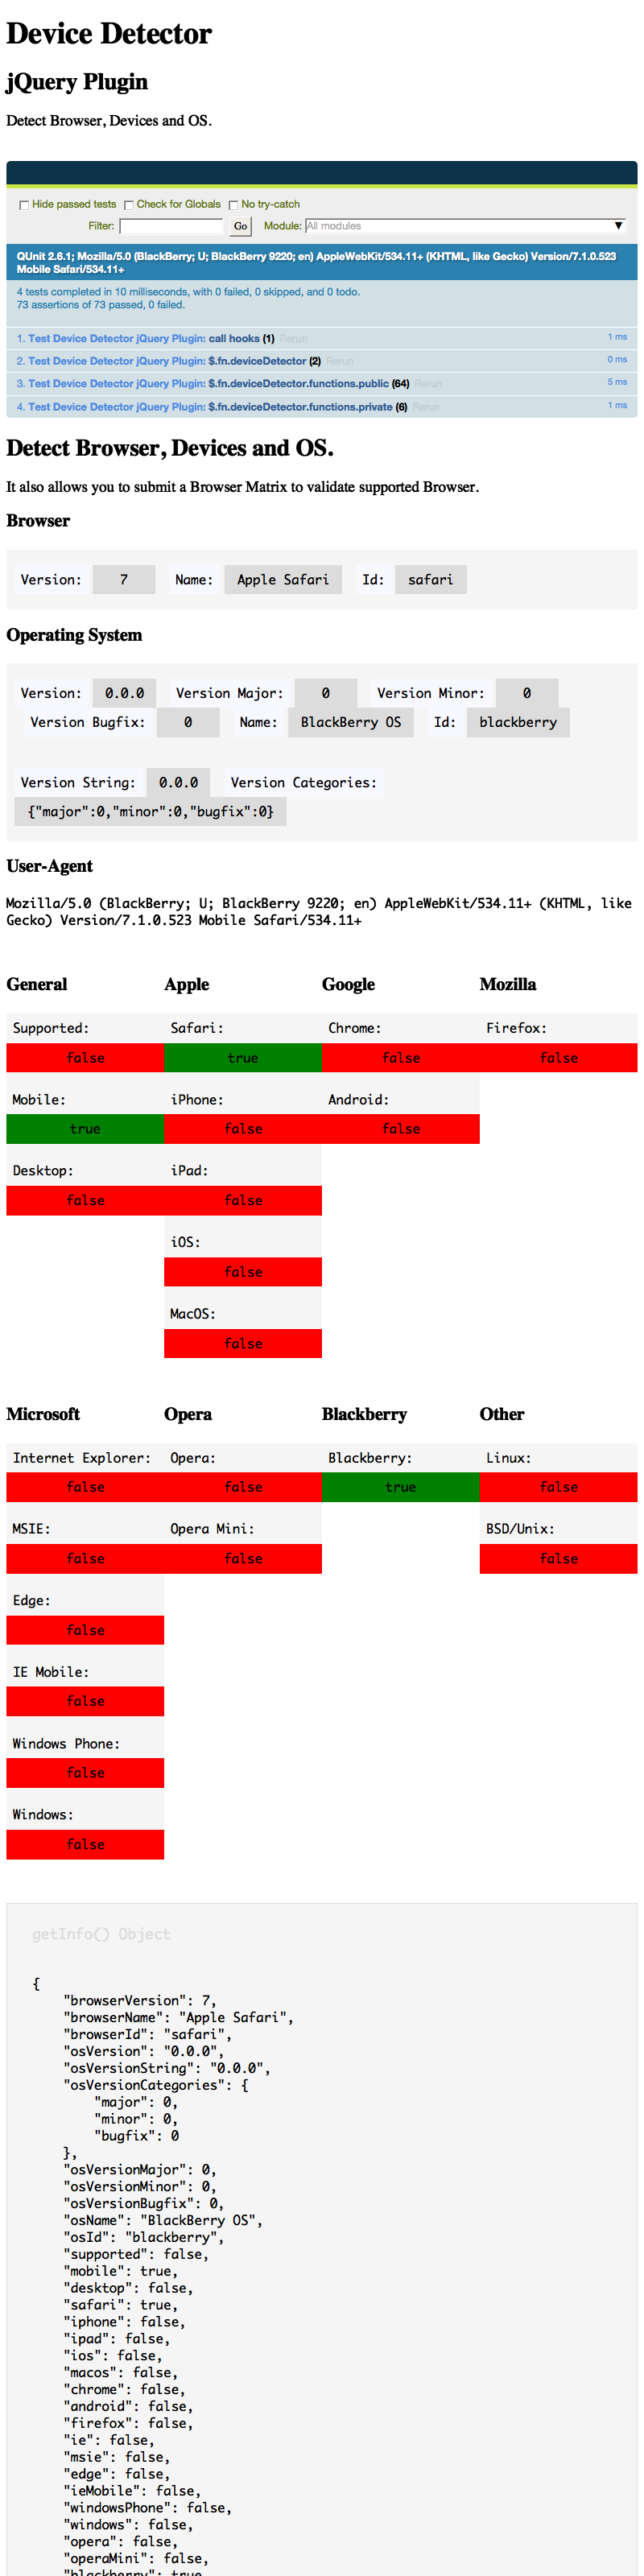 Device Detector
jQuery Plugin
Detect Browser, Devices and OS.
Hide passed tests Check for Globals No try-catch
Filter: Go Module: All modules ▼
QUnit 2.6.1; Mozilla/5.0 (BlackBerry; U; BlackBerry 9220; en) AppleWebKit/534.11+ (KHTML, like Gecko) Version/7.1.0.523
Mobile Safari/534.11+
4 tests completed in 10 milliseconds, with 0 failed, 0 skipped, and 0 todo.
73 assertions of 73 passed, 0 failed.
1. Test Device Detector jQuery Plugin: call hooks (1) Rerun 1 ms
2. Test Device Detector jQuery Plugin: $.fn.deviceDetector (2) Rerun 0 ms
3. Test Device Detector jQuery Plugin: $.fn.deviceDetector.functions.public (64) Rerun 5 ms
4. Test Device Detector jQuery Plugin: $.fn.deviceDetector.functions.private (6) Rerun 1 ms
Detect Browser, Devices and OS.
It also allows you to submit a Browser Matrix to validate supported Browser.
Browser
Version: 7 Name: Apple Safari Id: safari
Operating System
Version: 0.0.0 Version Major: 0 Version Minor: 0
Version Bugfix: 0 Name: BlackBerry OS Id: blackberry
Version String: 0.0.0 Version Categories:
{"major":0,"minor":0,"bugfix":0}
User-Agent
Mozilla/5.0 (BlackBerry; U; BlackBerry 9220; en) AppleWebKit/534.11+ (KHTML, like
Gecko) Version/7.1.0.523 Mobile Safari/534.11+
General Apple Google Mozilla
Supported: Safari: Chrome: Firefox:
false true false false
Mobile: iPhone: Android:
true false false
Desktop: iPad:
false false
iOS:
false
MacOS:
false
Microsoft Opera Blackberry Other
Internet Explorer: Opera: Blackberry: Linux:
false false true false
MSIE: Opera Mini: BSD/Unix:
false false false
Edge:
false
IE Mobile:
false
Windows Phone:
false
Windows:
false
getInfo() Object
{
"browserVersion": 7,
"browserName": "Apple Safari",
"browserId": "safari",
"osVersion": "0.0.0",
"osVersionString": "0.0.0",
"osVersionCategories": {
"major": 0,
"minor": 0,
"bugfix": 0
},
"osVersionMajor": 0,
"osVersionMinor": 0,
"osVersionBugfix": 0,
"osName": "BlackBerry OS",
"osId": "blackberry",
"supported": false,
"mobile": true,
"desktop": false,
"safari": true,
"iphone": false,
"ipad": false,
"ios": false,
"macos": false,
"chrome": false,
"android": false,
"firefox": false,
"ie": false,
"msie": false,
"edge": false,
"ieMobile": false,
"windowsPhone": false,
"windows": false,
"opera": false,
"operaMini": false,
"blackberry": true